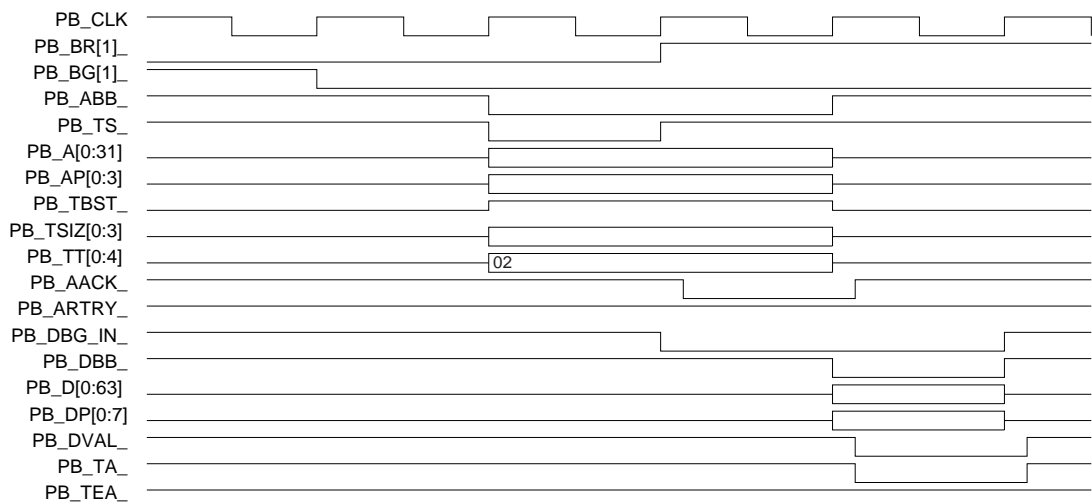 PB_CLK
PB_BR[1]_
PB_BG[1]_
PB_ABB_
PB_TS_
PB_A[0:31]
PB_AP[0:3]
PB_TBST_
PB_TSIZ[0:3]
PB_TT[0:4] 02
PB_AACK_
PB_ARTRY_
PB_DBG_IN_
PB_DBB_
PB_D[0:63]
PB_DP[0:7]
PB_DVAL_
PB_TA_
PB_TEA_